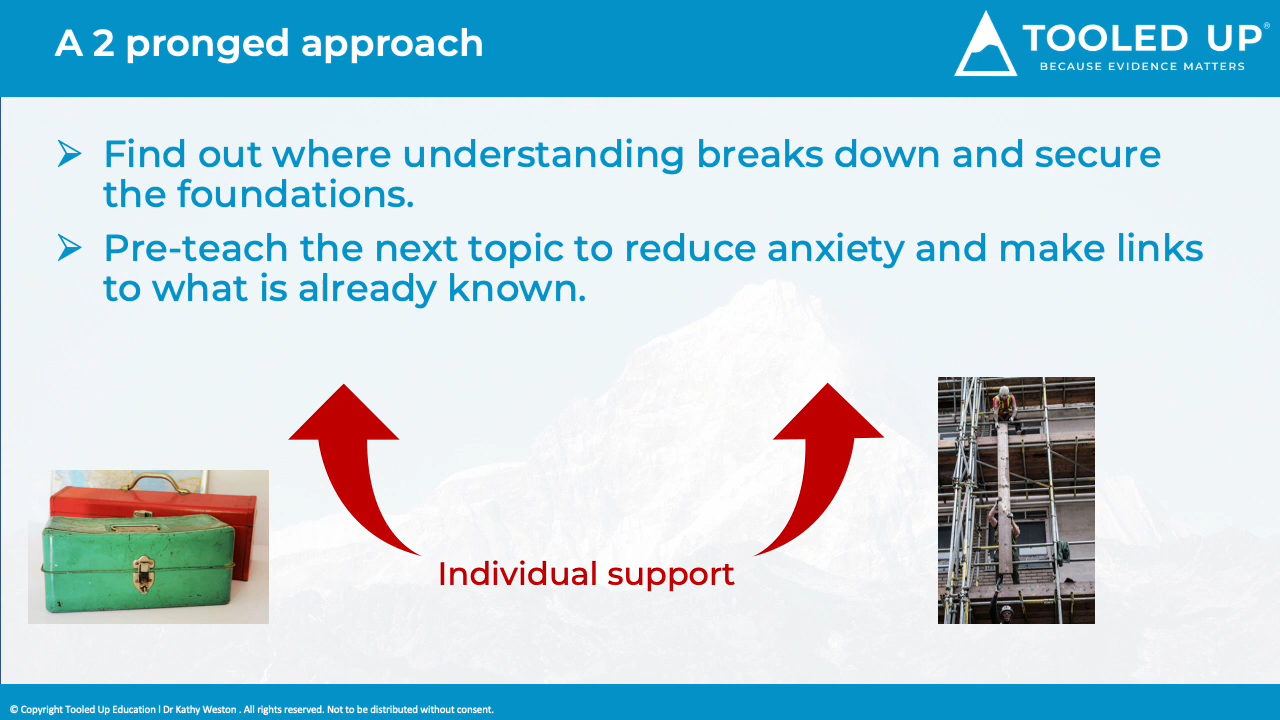 A 2 pronged approach
TOOLED UP®
BECAUSE EVIDENCE MATTERS
➢ Find out where understanding breaks down and secure
the foundations.
➢ Pre-teach the next topic to reduce anxiety and make links
to what is already known.
Individual support
© Copyright Tooled Up Education l Dr Kathy Weston . All rights reserved. Not to be distributed without consent.